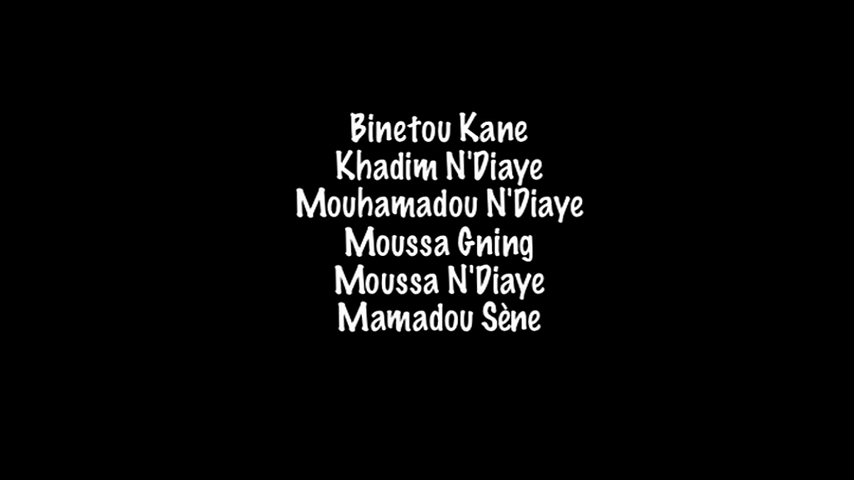 Binetou Kane
Khadim N'Diaye
Mouhamadou N'Diaye
Moussa Gning
Moussa N'Diaye
Mamadou Sène